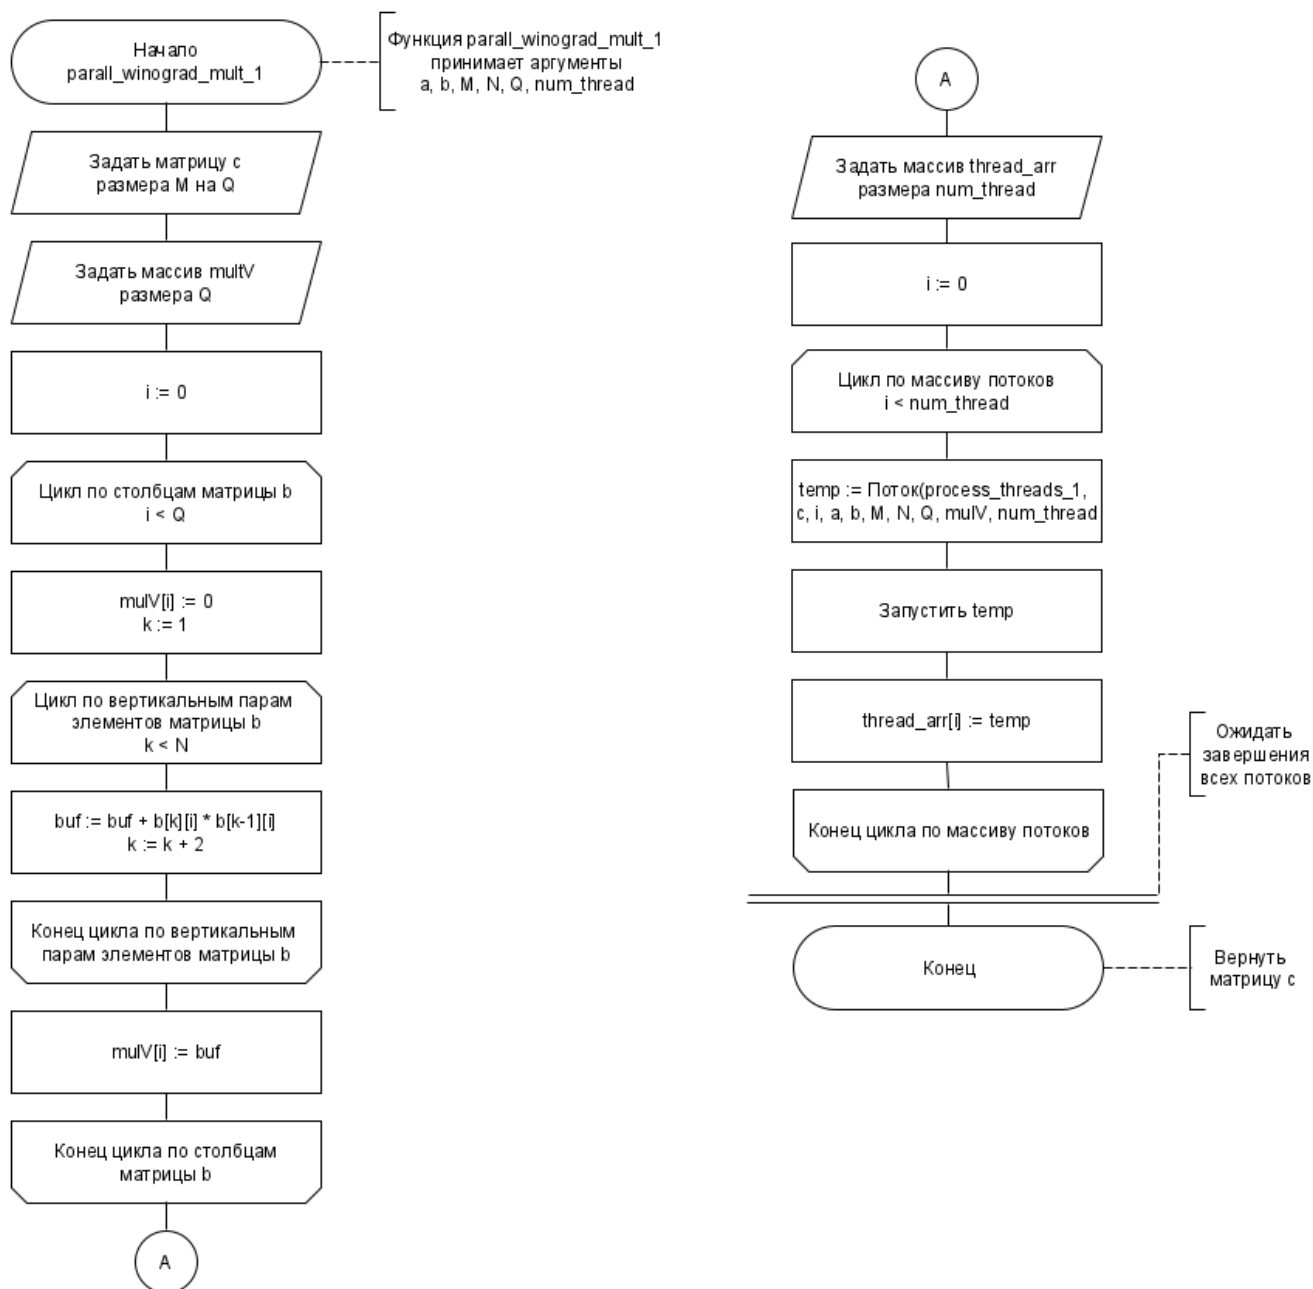 Начало
parall_winograd_mult_1
Функция parall_winograd_mult_1
принимает аргументы
a, b, M, N, Q, num_thread
Задать матрицу c
размера M на Q
Задать массив multV
размера Q
i := 0
Цикл по столбцам матрицы b
i < Q
mulV[i] := 0
k := 1
Цикл по вертикальным парам
элементов матрицы b
k < N
buf := buf + b[k][i] * b[k-1][i]
k := k + 2
Конец цикла по вертикальным
парам элементов матрицы b
mulV[i] := buf
Конец цикла по столбцам
матрицы b
A
A
Задать массив thread_arr
размера num_thread
i := 0
Цикл по массиву потоков
i < num_thread
temp := Поток(process_threads_1,
c, i, a, b, M, N, Q, mulV, num_thread
Запустить temp
thread_arr[i] := temp
Конец цикла по массиву потоков
Ожидать
завершения
всех потоков
Конец
Вернуть
матрицу c